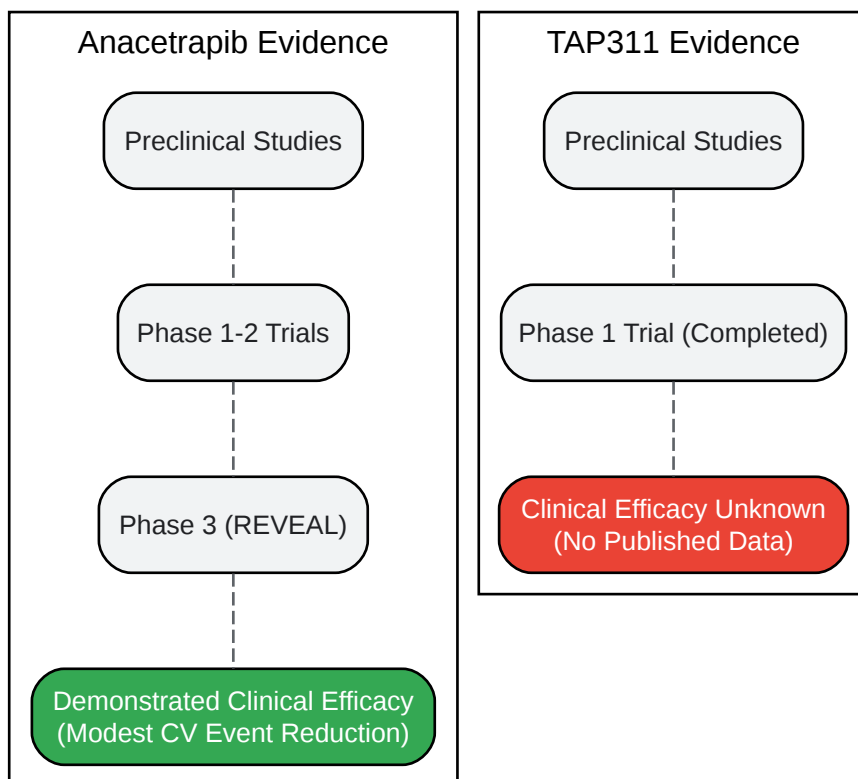 Anacetrapib Evidence
Preclinical Studies
Phase 1-2 Trials
Phase 3 (REVEAL)
Demonstrated Clinical Efficacy
(Modest CV Event Reduction)
TAP311 Evidence
Preclinical Studies
Phase 1 Trial (Completed)
Clinical Efficacy Unknown
(No Published Data)